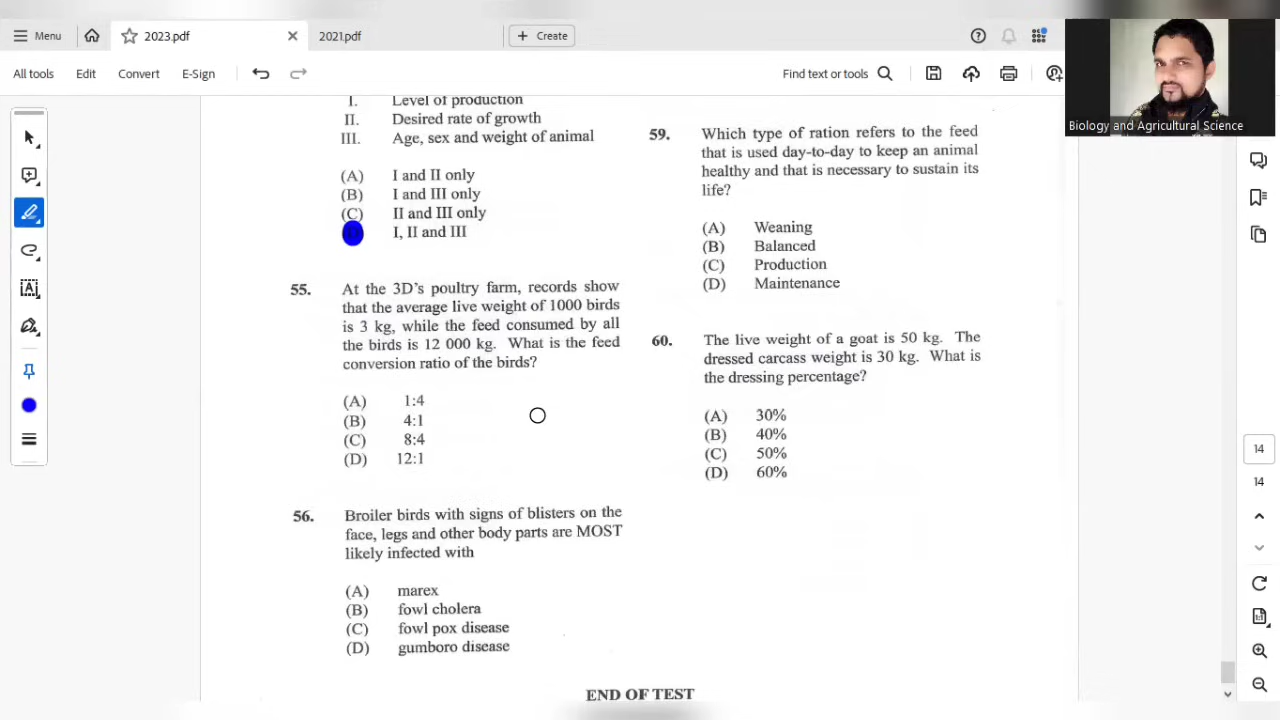 Menu
2023.pdf
2021.pdf
Create
All tools
Edit
Convert
E-Sign
Find text or tools
Biology and Agricultural Science
I. Level of production
II. Desired rate of growth
III. Age, sex and weight of animal
(A) I and II only
(B) I and III only
(C) II and III only
I, II and III
55. At the 3D's poultry farm, records show
that the average live weight of 1000 birds
is 3 kg, while the feed consumed by all
the birds is 12 000 kg. What is the feed
conversion ratio of the birds?
(A) 1:4
(B) 4:1
(C) 8:4
(D) 12:1
56. Broiler birds with signs of blisters on the
face, legs and other body parts are MOST
likely infected with
(A) marex
(B) fowl cholera
(C) fowl pox disease
(D) gumboro disease
59. Which type of ration refers to the feed
that is used day-to-day to keep an animal
healthy and that is necessary to sustain its
life?
(A) Weaning
(B) Balanced
(C) Production
(D) Maintenance
60. The live weight of a goat is 50 kg. The
dressed carcass weight is 30 kg. What is
the dressing percentage?
(A) 30%
(B) 40%
(C) 50%
(D) 60%
END OF TEST
14
14